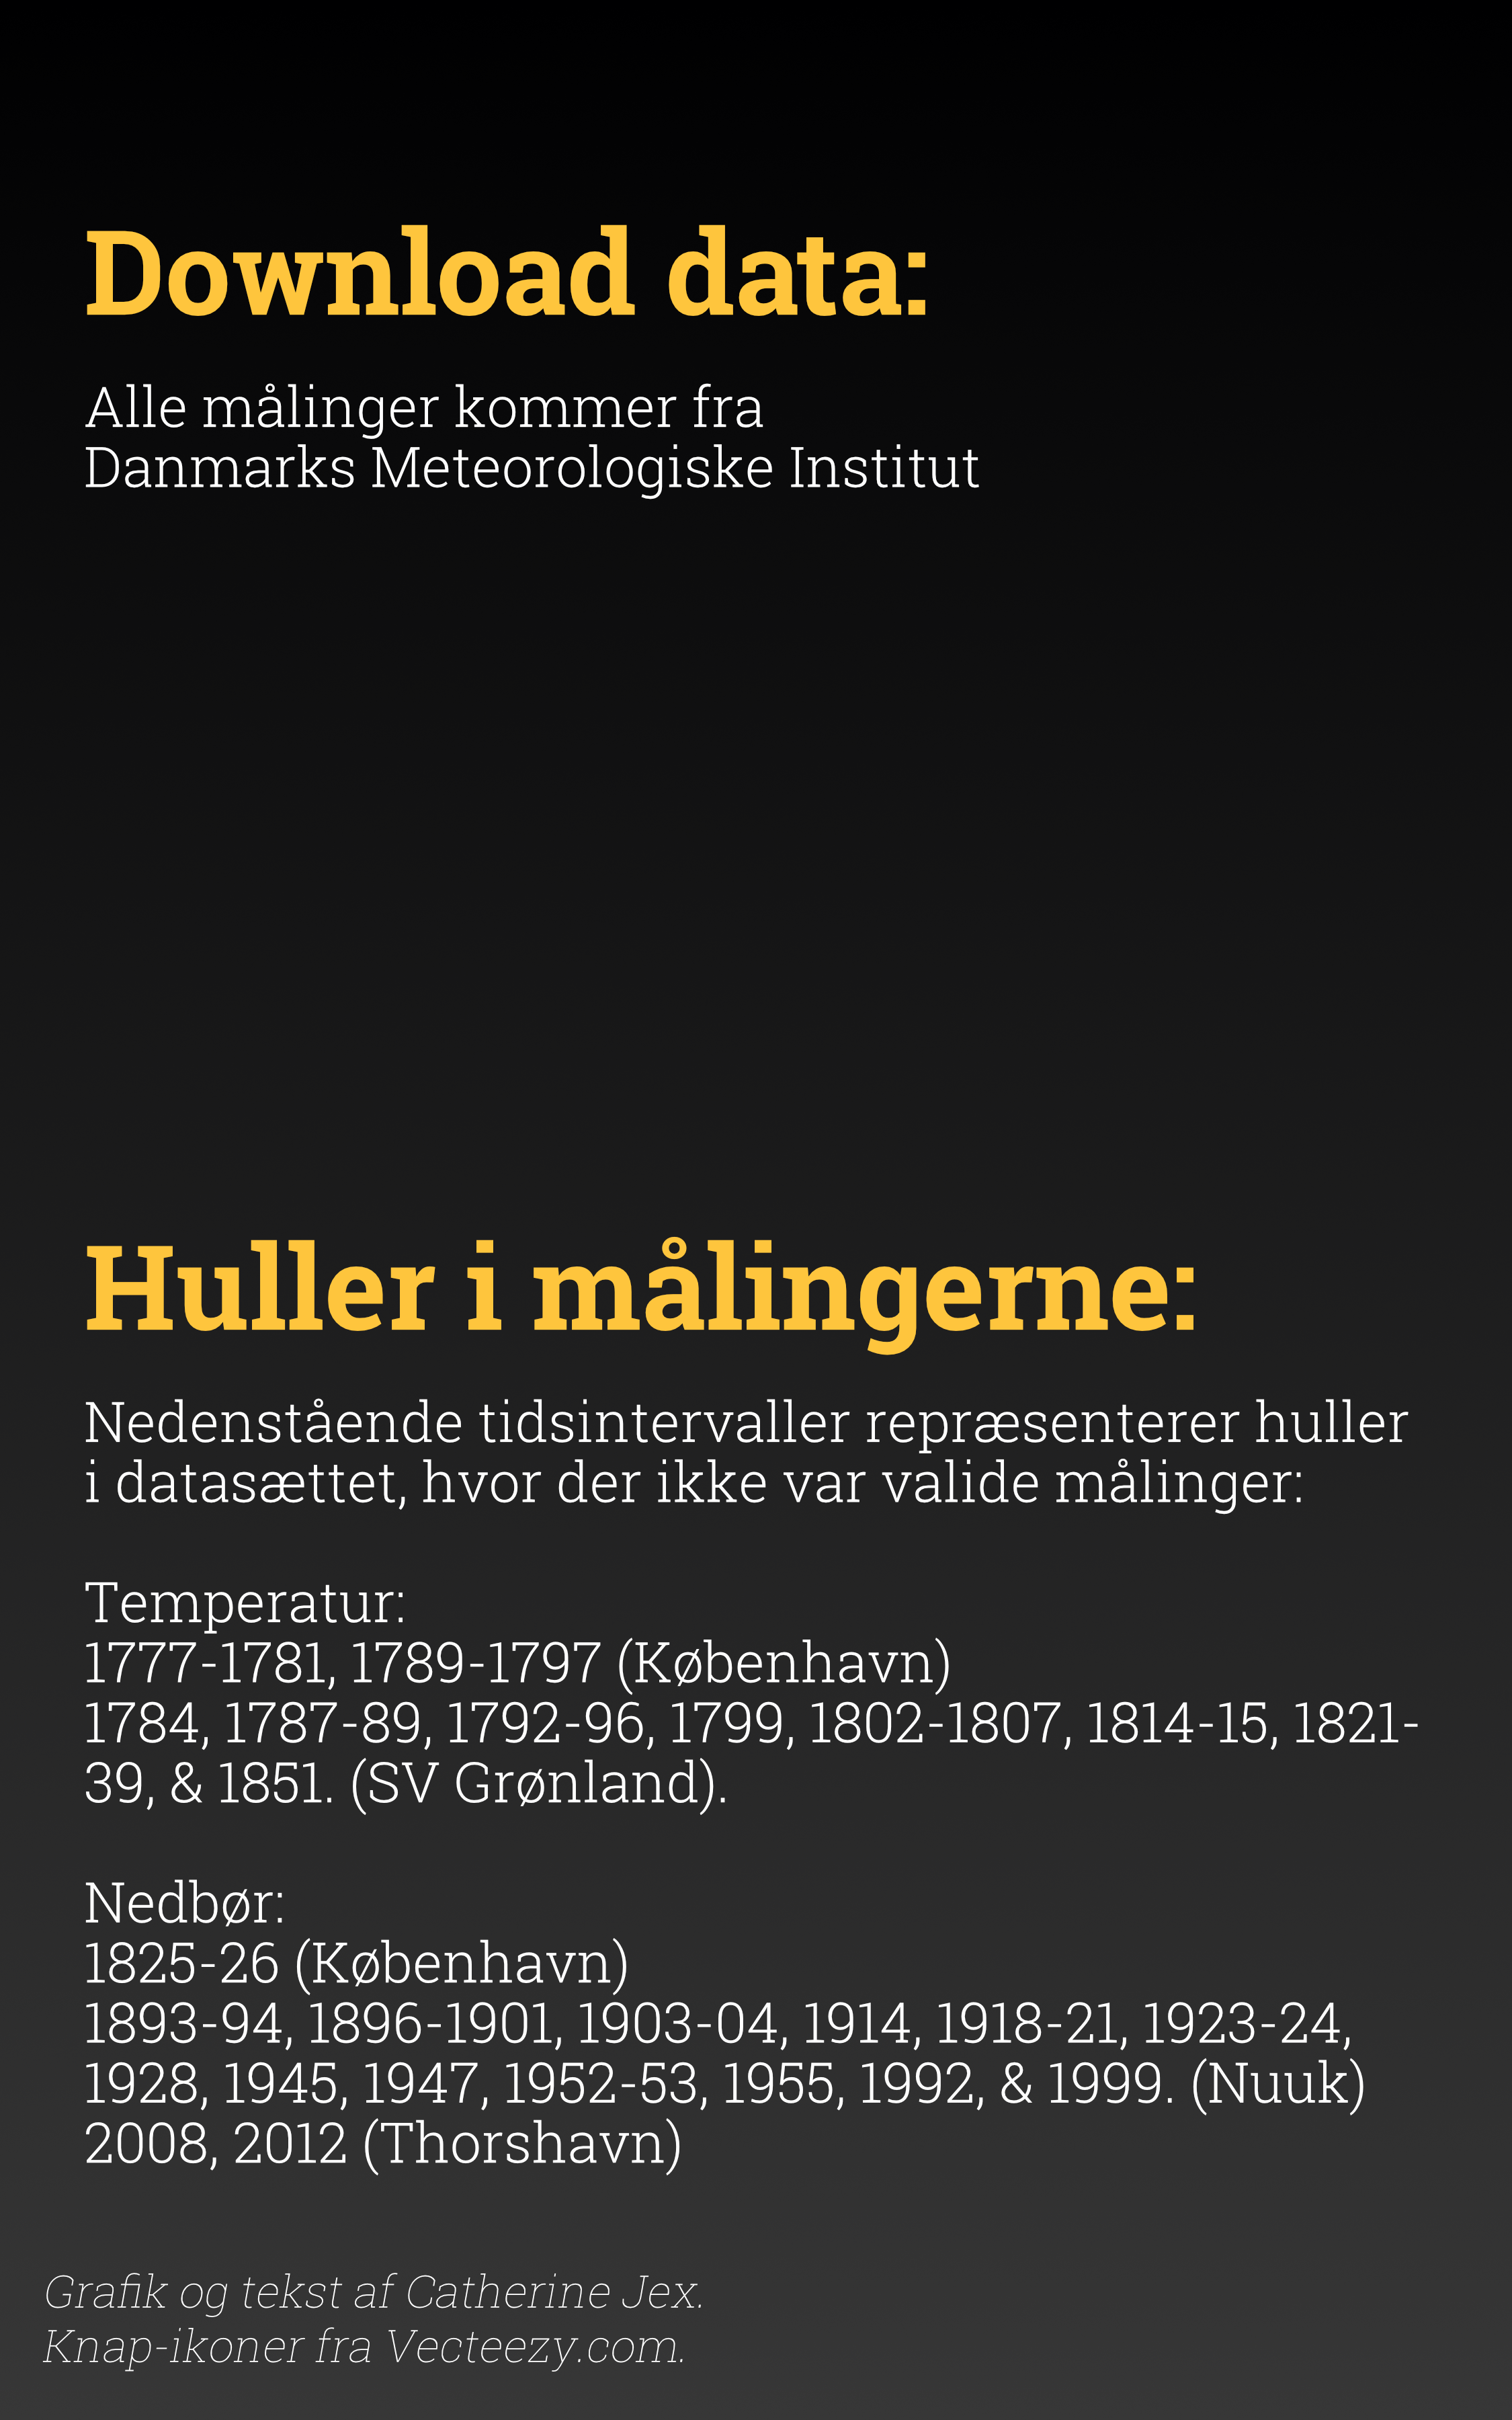 Download data:
Alle målinger kommer fra
Danmarks Meteorologiske Institut
Huller i målingerne:
Nedenstående tidsintervaller repræsenterer huller
i datasættet, hvor der ikke var valide målinger:
Temperatur:
1777-1781, 1789-1797 (København)
1784, 1787-89, 1792-96, 1799, 1802-1807, 1814-15, 1821-
39, & 1851. (SV Grønland).
Nedbør:
1825-26 (København)
1893-94, 1896-1901, 1903-04, 1914, 1918-21, 1923-24,
1928, 1945, 1947, 1952-53, 1955, 1992, & 1999. (Nuuk)
2008, 2012 (Thorshavn)
Grafik og tekst af Catherine Jex.
Knap-ikoner fra Vecteezy.com.